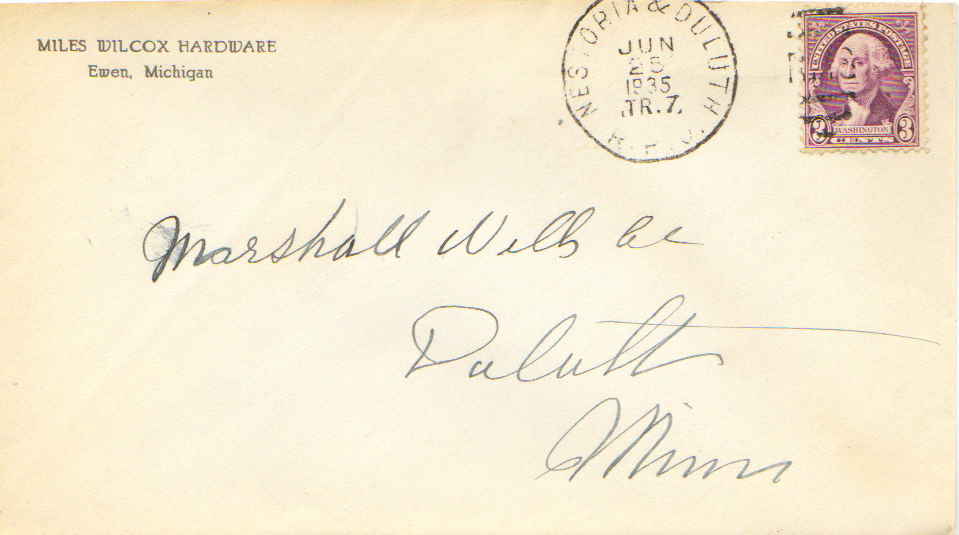 MILES WILCOX HARDWARE
Ewen, Michigan
NESTORIA & DULUTH
JUN
25
1935
TR. 7.
R. P. O.
UNITED STATES POSTAGE
3 WASHINGTON 3
CENTS
Marshall Wells Co
Duluth
Minn